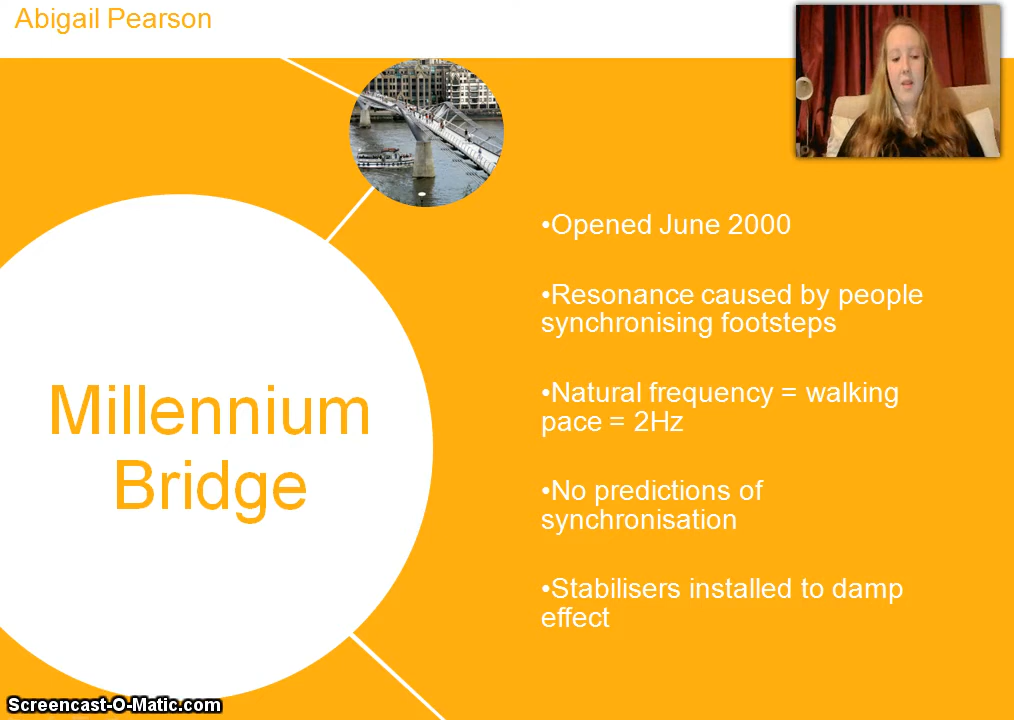 Abigail Pearson
Millennium
Bridge
•Opened June 2000
•Resonance caused by people
synchronising footsteps
•Natural frequency = walking
pace = 2Hz
•No predictions of
synchronisation
•Stabilisers installed to damp
effect
Screencast-O-Matic.com